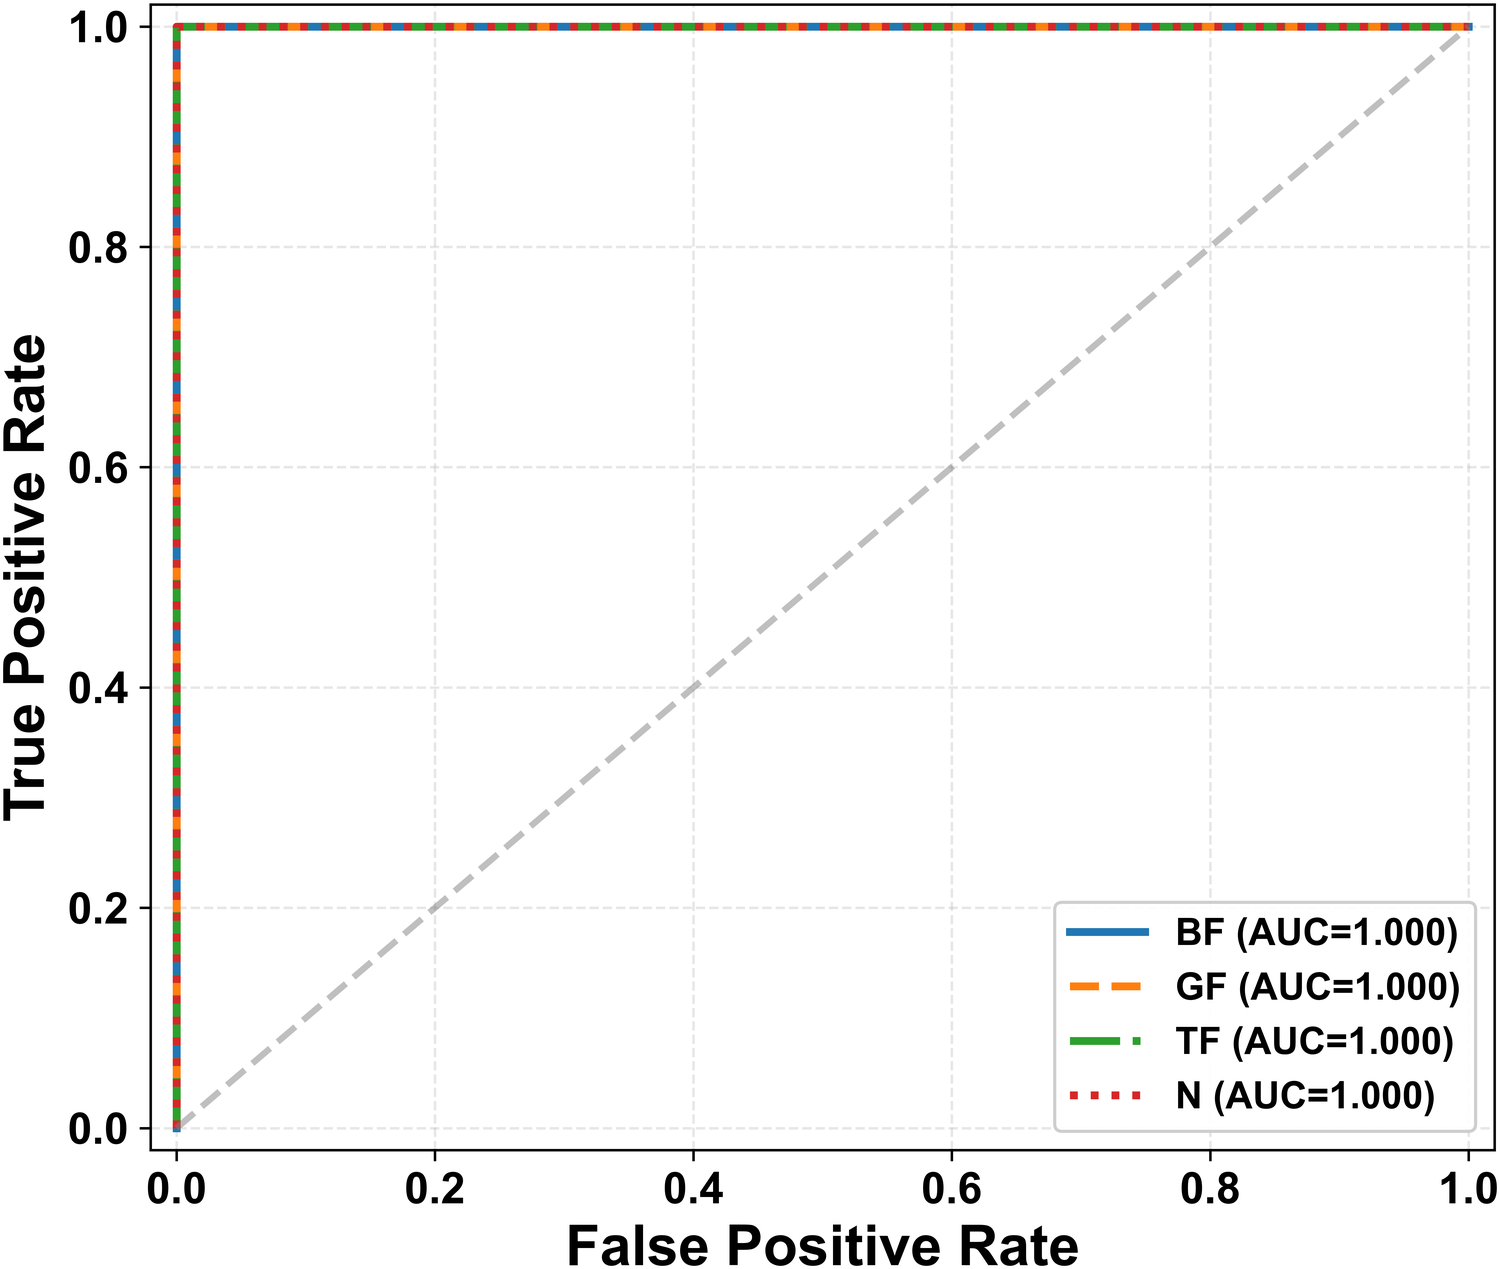 1.0
0.8
0.6
0.4
0.2
0.0
True Positive Rate
BF (AUC=1.000)
GF (AUC=1.000)
TF (AUC=1.000)
N (AUC=1.000)
0.0 0.2 0.4 0.6 0.8 1.0
False Positive Rate